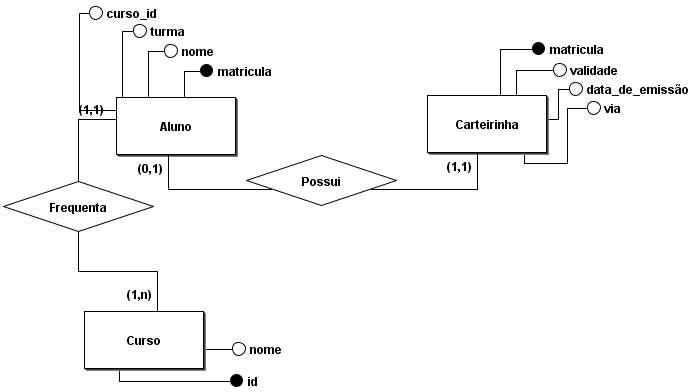 curso_id
turma
nome
matricula
(1,1)
Aluno
(0,1)
matricula
validade
data_de_emissão
via
Carteirinha
(1,1)
Possui
Frequenta
(1,n)
Curso
nome
id